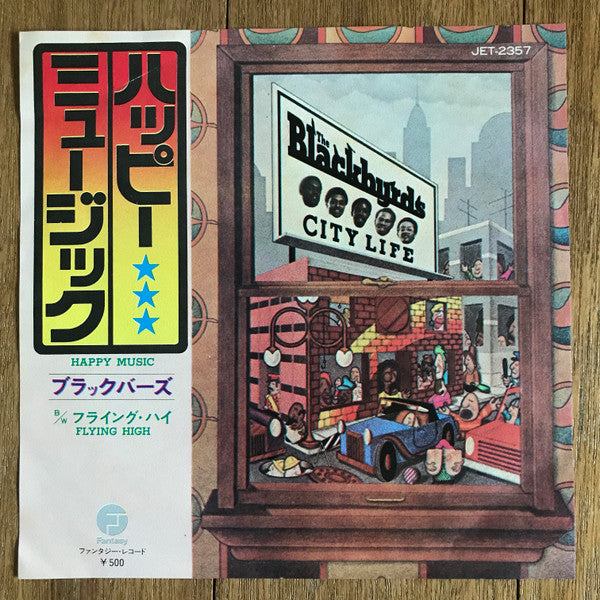 ハッピー★★★
ミュージック
HAPPY MUSIC
ブラックバーズ
B/W フライング・ハイ
FLYING HIGH
Fantasy
ファンタジー・レコード
¥500
JET-2357
The
Blackbyrds
CITY LIFE